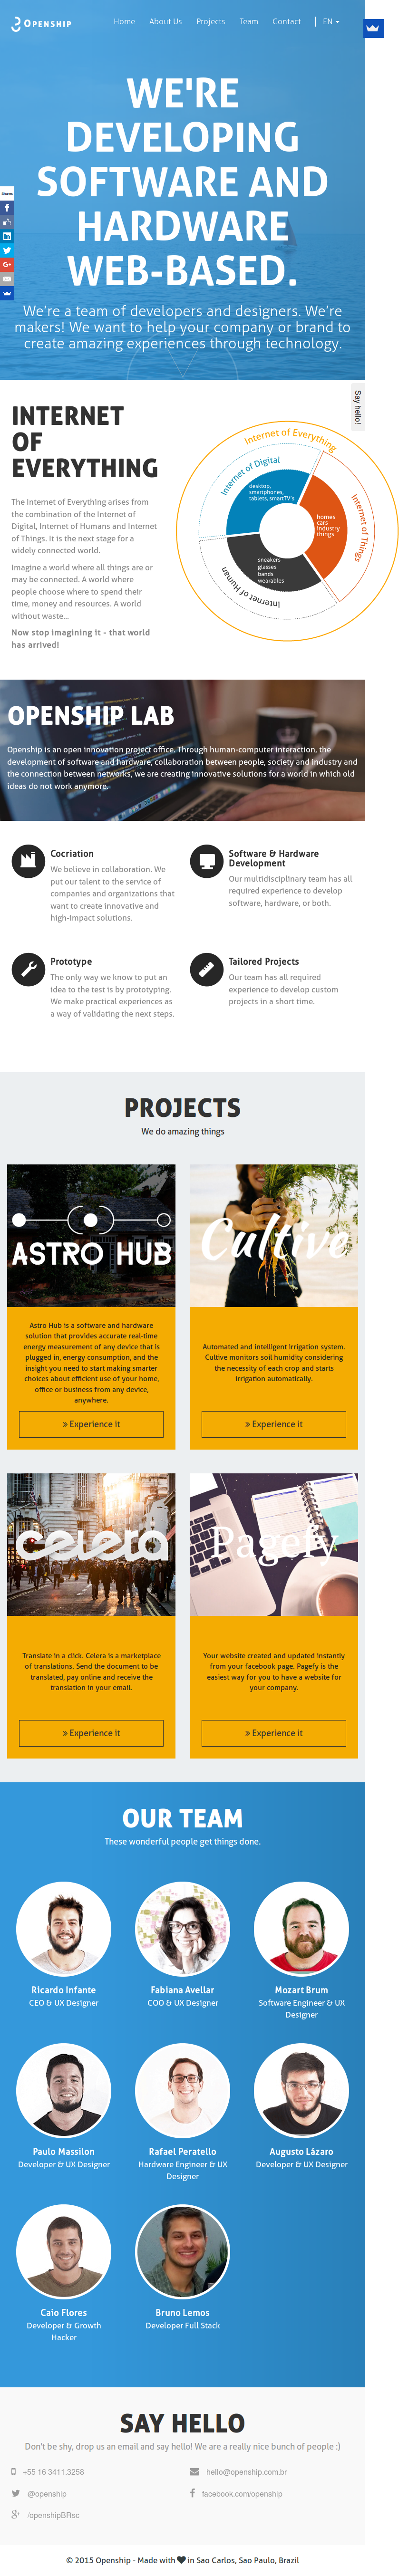 OPENSHIP
Home About Us Projects Team Contact EN
WE'RE
DEVELOPING
SOFTWARE AND
HARDWARE
WEB-BASED.
We're a team of developers and designers. We're
makers! We want to help your company or brand to
create amazing experiences through technology.
Shares
Say hello!
INTERNET
OF
EVERYTHING
The Internet of Everything arises from
the combination of the Internet of
Digital, Internet of Humans and Internet
of Things. It is the next stage for a
widely connected world.
Imagine a world where all things are or
may be connected. A world where
people choose where to spend their
time, money and resources. A world
without waste...
Now stop imagining it - that world
has arrived!
Internet of Everything
Internet of Digital
desktop,
smartphones,
tablets, smartTV's
Internet of Things
homes
cars
industry
things
Internet of Human
sneakers
glasses
bands
wearables
OPENSHIP LAB
Openship is an open innovation project office. Through human-computer interaction, the
development of software and hardware, collaboration between people, society and industry and
the connection between networks, we are creating innovative solutions for a world in which old
ideas do not work anymore.
Cocriation
We believe in collaboration. We
put our talent to the service of
companies and organizations that
want to create innovative and
high-impact solutions.
Software & Hardware
Development
Our multidisciplinary team has all
required experience to develop
software, hardware, or both.
Prototype
The only way we know to put an
idea to the test is by prototyping.
We make practical experiences as
a way of validating the next steps.
Tailored Projects
Our team has all required
experience to develop custom
projects in a short time.
PROJECTS
We do amazing things
ASTRO HUB
Astro Hub is a software and hardware
solution that provides accurate real-time
energy measurement of any device that is
plugged in, energy consumption, and the
insight you need to start making smarter
choices about efficient use of your home,
office or business from any device,
anywhere.
» Experience it
Cultive
Automated and intelligent irrigation system.
Cultive monitors soil humidity considering
the necessity of each crop and starts
irrigation automatically.
» Experience it
celera
Translate in a click. Celera is a marketplace
of translations. Send the document to be
translated, pay online and receive the
translation in your email.
» Experience it
Pagefy
Your website created and updated instantly
from your facebook page. Pagefy is the
easiest way for you to have a website for
your company.
» Experience it
OUR TEAM
These wonderful people get things done.
Ricardo Infante
CEO & UX Designer
Fabiana Avellar
COO & UX Designer
Mozart Brum
Software Engineer & UX
Designer
Paulo Massilon
Developer & UX Designer
Rafael Peratello
Hardware Engineer & UX
Designer
Augusto Lázaro
Developer & UX Designer
Caio Flores
Developer & Growth
Hacker
Bruno Lemos
Developer Full Stack
SAY HELLO
Don't be shy, drop us an email and say hello! We are a really nice bunch of people :)
+55 16 3411.3258
hello@openship.com.br
@openship
facebook.com/openship
/openshipBRsc
© 2015 Openship - Made with ♥ in Sao Carlos, Sao Paulo, Brazil